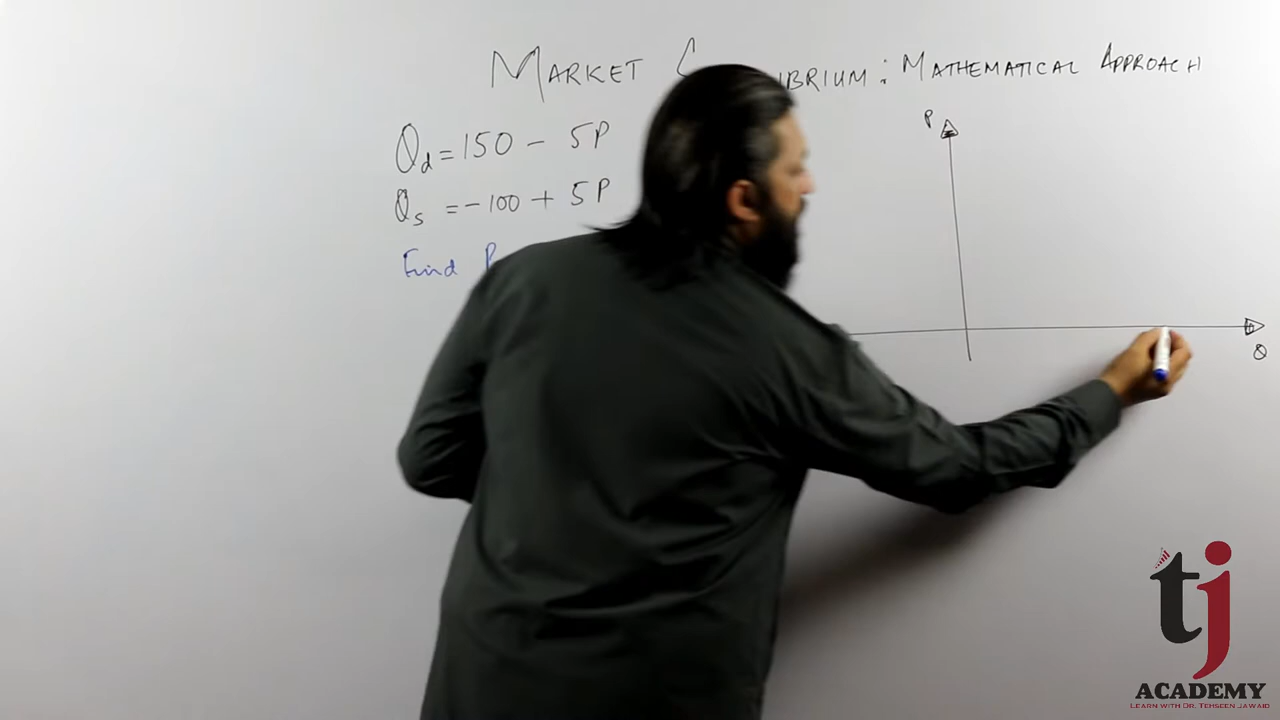 MARKET IBRIUM : MATHEMATICAL APPROACH
Qd = 150 - 5P
Qs = -100 + 5P
Find P
P
Q
tj
ACADEMY
LEARN WITH DR. TEHSEEN JAWAID